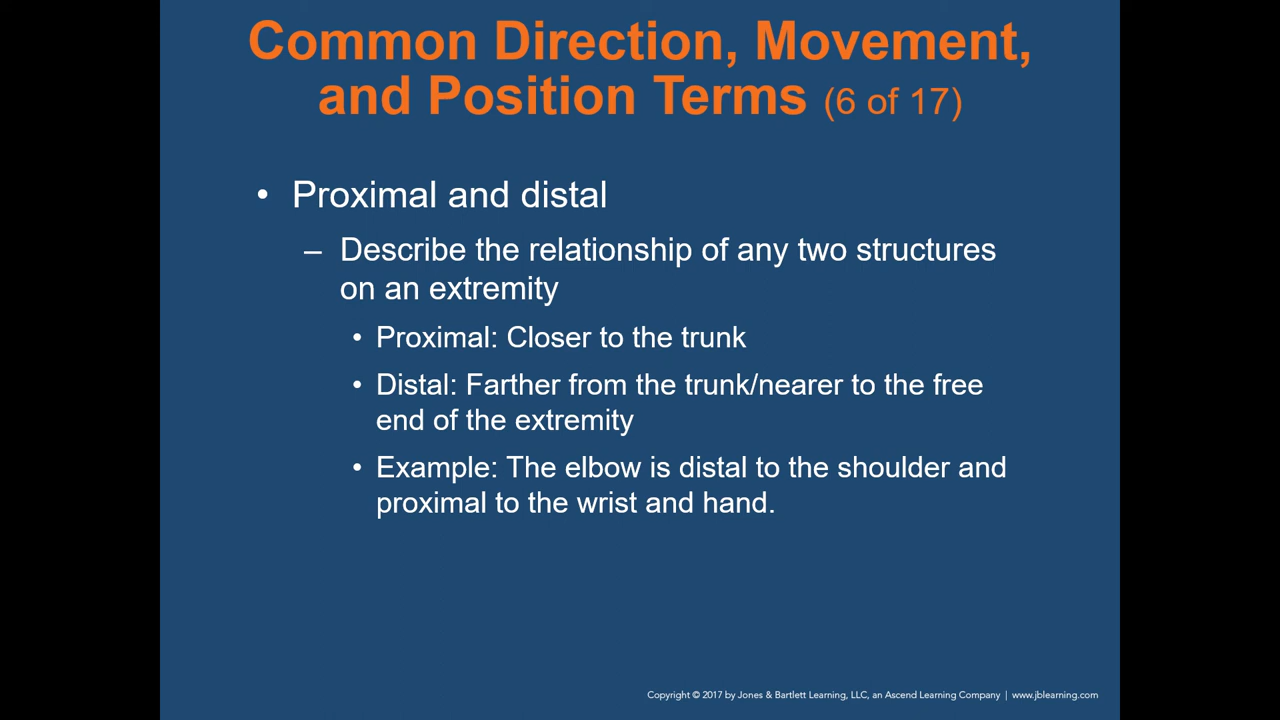 Common Direction, Movement,
and Position Terms (6 of 17)
• Proximal and distal
– Describe the relationship of any two structures
on an extremity
• Proximal: Closer to the trunk
• Distal: Farther from the trunk/nearer to the free
end of the extremity
• Example: The elbow is distal to the shoulder and
proximal to the wrist and hand.
Copyright © 2017 by Jones & Bartlett Learning, LLC, an Ascend Learning Company | www.jblearning.com